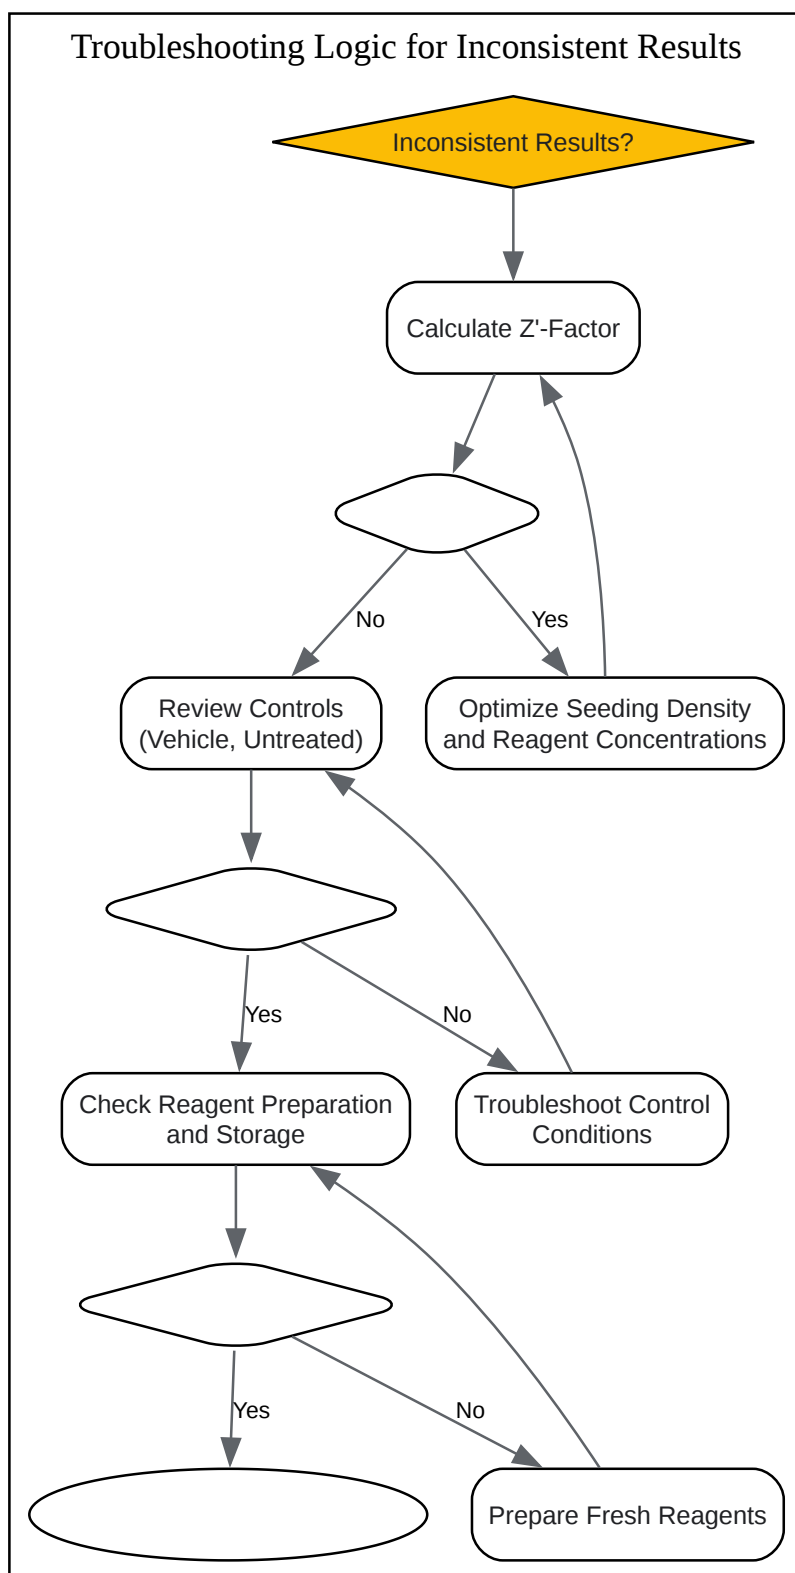 Troubleshooting Logic for Inconsistent Results
Inconsistent Results?
Calculate Z'-Factor
No
Yes
Review Controls
(Vehicle, Untreated)
Optimize Seeding Density
and Reagent Concentrations
Yes
No
Check Reagent Preparation
and Storage
Troubleshoot Control
Conditions
Yes
No
Prepare Fresh Reagents